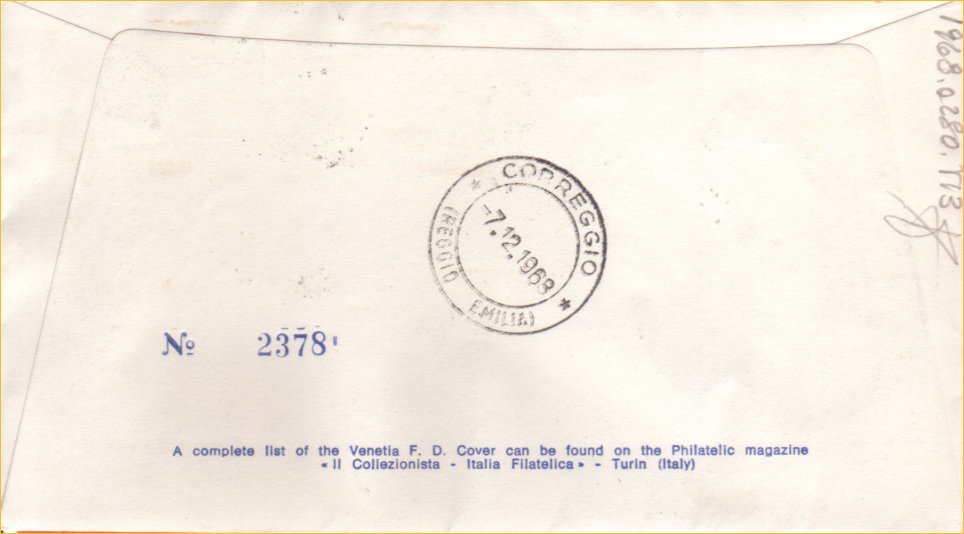 1968.0280.1113
CORREGGIO
-7.12.1968
(REGGIO EMILIA)
№ 2378
A complete list of the Venetia F. D. Cover can be found on the Philatelic magazine
« Il Collezionista - Italia Filatelica » - Turin (Italy)